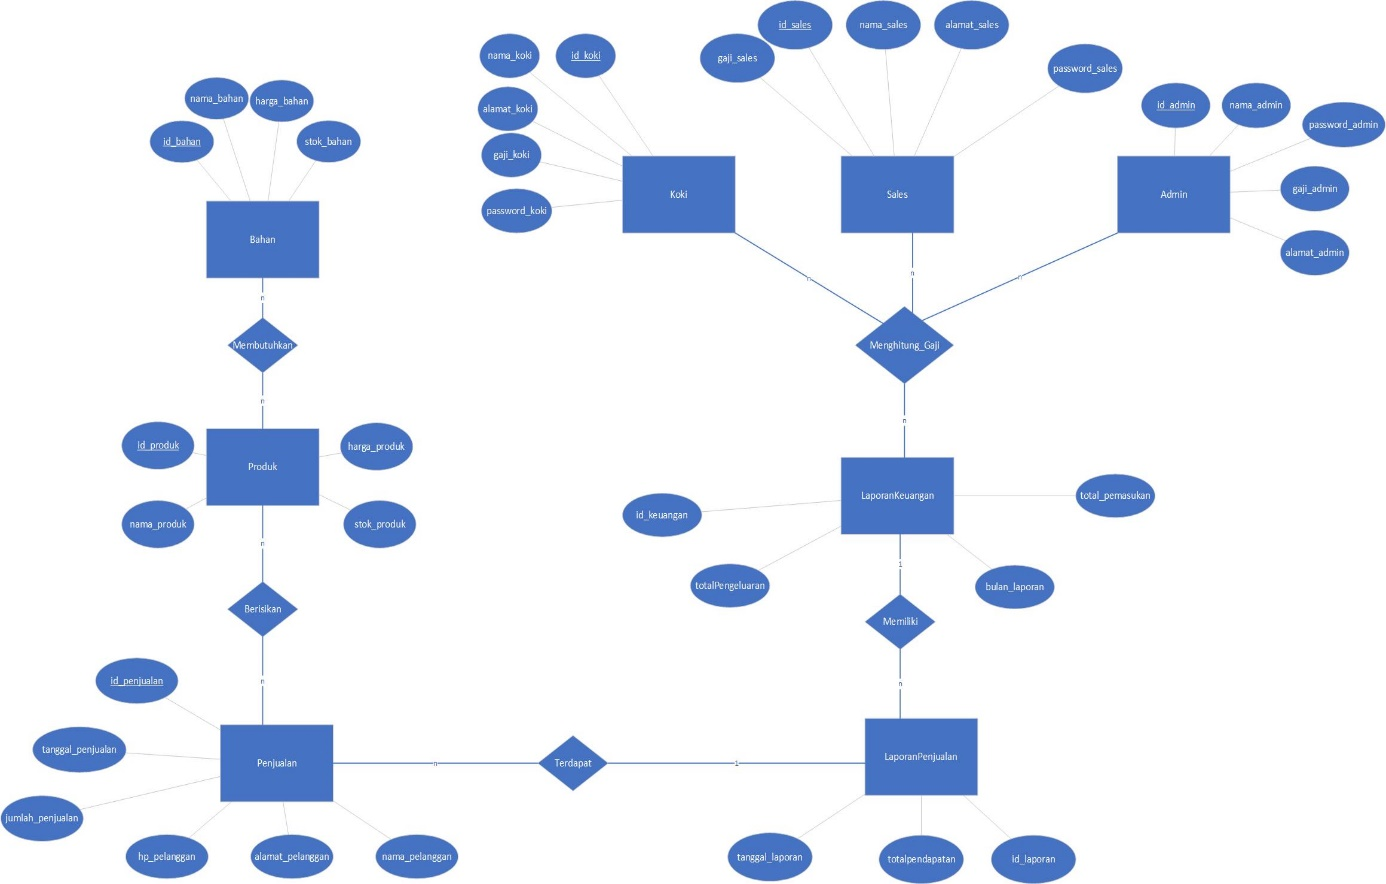 id_sales
nama_sales
alamat_sales
nama_koki
id_koki
gaji_sales
password_sales
nama_bahan
harga_bahan
alamat_koki
id_admin
nama_admin
password_admin
id_bahan
stok_bahan
gaji_koki
Koki
Sales
Admin
gaji_admin
password_koki
Bahan
alamat_admin
n
n
n
n
Membutuhkan
Menghitung_Gaji
n
n
id_produk
harga_produk
Produk
LaporanKeuangan
total_pemasukan
id_keuangan
nama_produk
stok_produk
n
1
totalPengeluaran
bulan_laporan
Berisikan
Memiliki
n
n
id_penjualan
tanggal_penjualan
Penjualan
n
Terdapat
1
LaporanPenjualan
jumlah_penjualan
hp_pelanggan
alamat_pelanggan
nama_pelanggan
tanggal_laporan
totalpendapatan
id_laporan